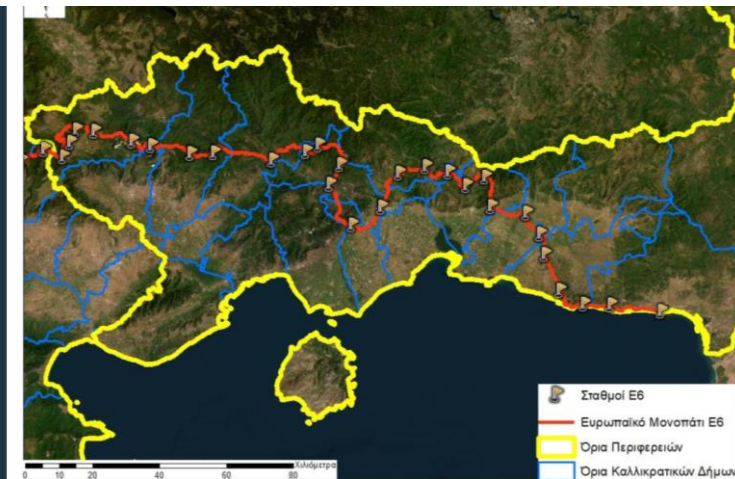 Σταθμοί Ε6
Ευρωπαϊκό Μονοπάτι Ε6
Όρια Περιφερειών
Όρια Καλλικρατικών Δήμων
Χιλιόμετρα
0 10 20 40 60 80